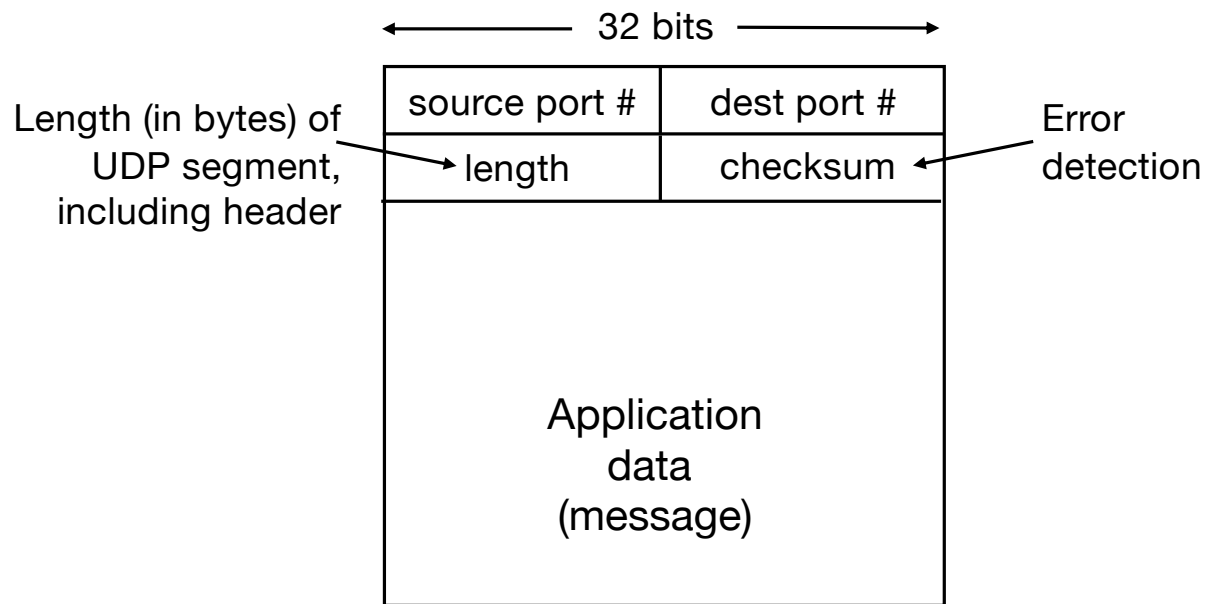 32 bits
source port #
dest port #
Length (in bytes) of
UDP segment,
including header
length
checksum
Error
detection
Application
data
(message)